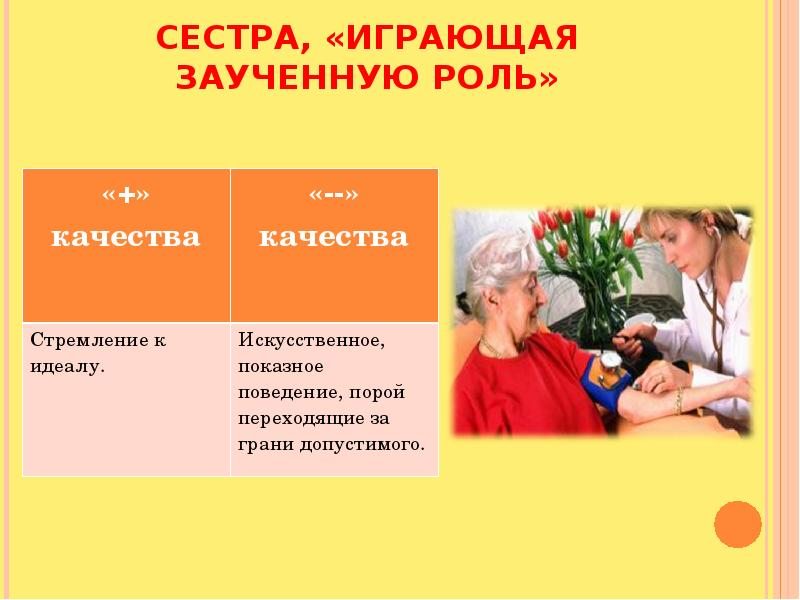 СЕСТРА, «ИГРАЮЩАЯ
ЗАУЧЕННУЮ РОЛЬ»
«+»
качества
«--»
качества
Стремление к
идеалу.
Искусственное,
показное
поведение, порой
переходящие за
грани допустимого.